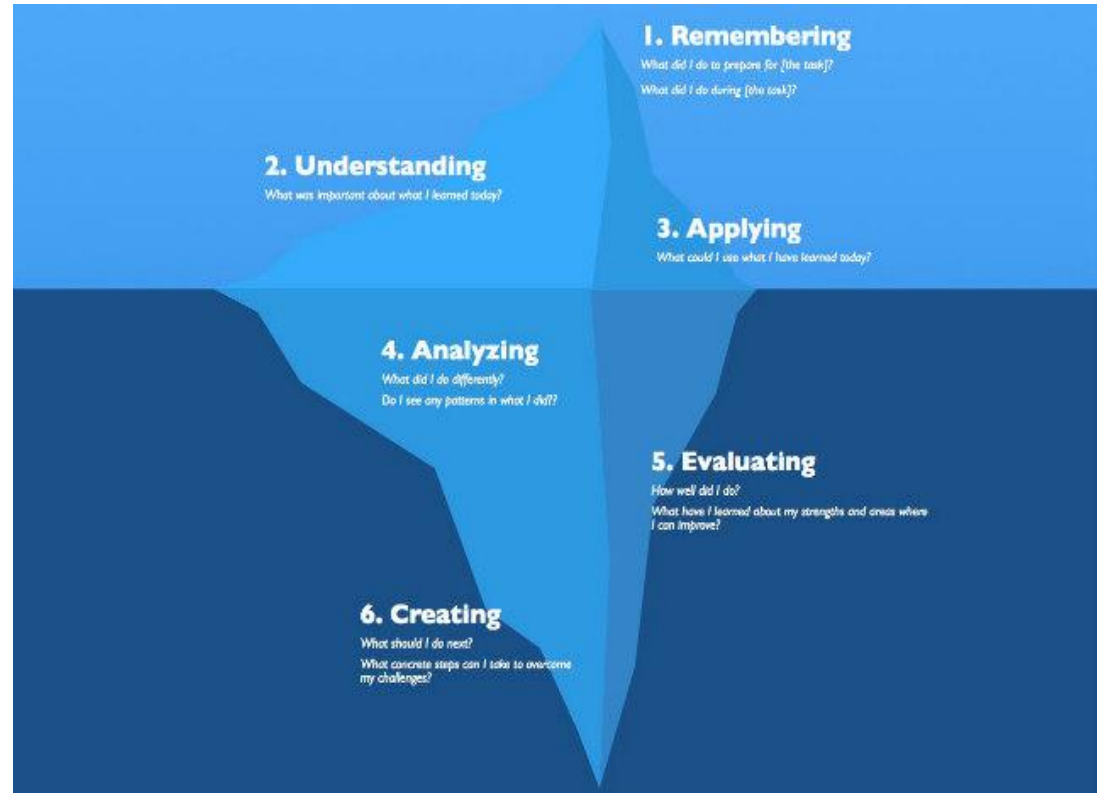 1. Remembering
What did I do to prepare for [the task]?
What did I do during [the task]?
2. Understanding
What was important about what I learned today?
3. Applying
What could I use what I have learned today?
4. Analyzing
What did I do differently?
Do I see any patterns in what I did??
5. Evaluating
How well did I do?
What have I learned about my strengths and areas where
I can improve?
6. Creating
What should I do next?
What concrete steps can I take to overcome
my challenges?